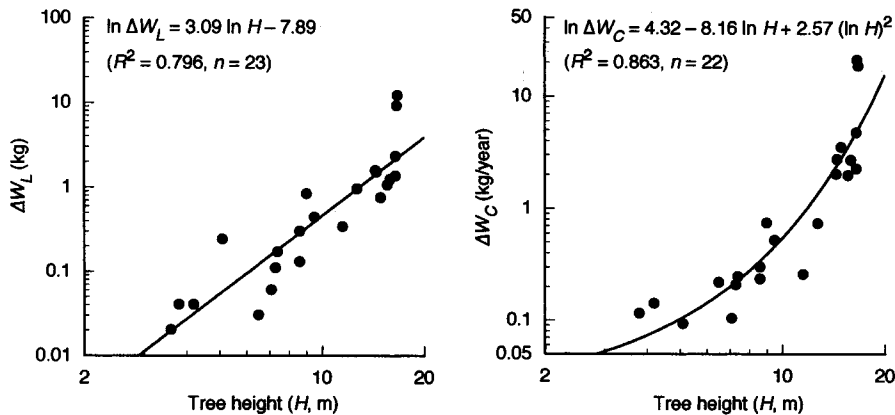 ln ΔW_L = 3.09 ln H – 7.89
(R² = 0.796, n = 23)
100
10
1
0.1
0.01
ΔW_L (kg)
2
10
20
Tree height (H, m)
ln ΔW_C = 4.32 – 8.16 ln H + 2.57 (ln H)²
(R² = 0.863, n = 22)
50
10
1
0.1
0.05
ΔW_C (kg/year)
2
10
20
Tree height (H, m)